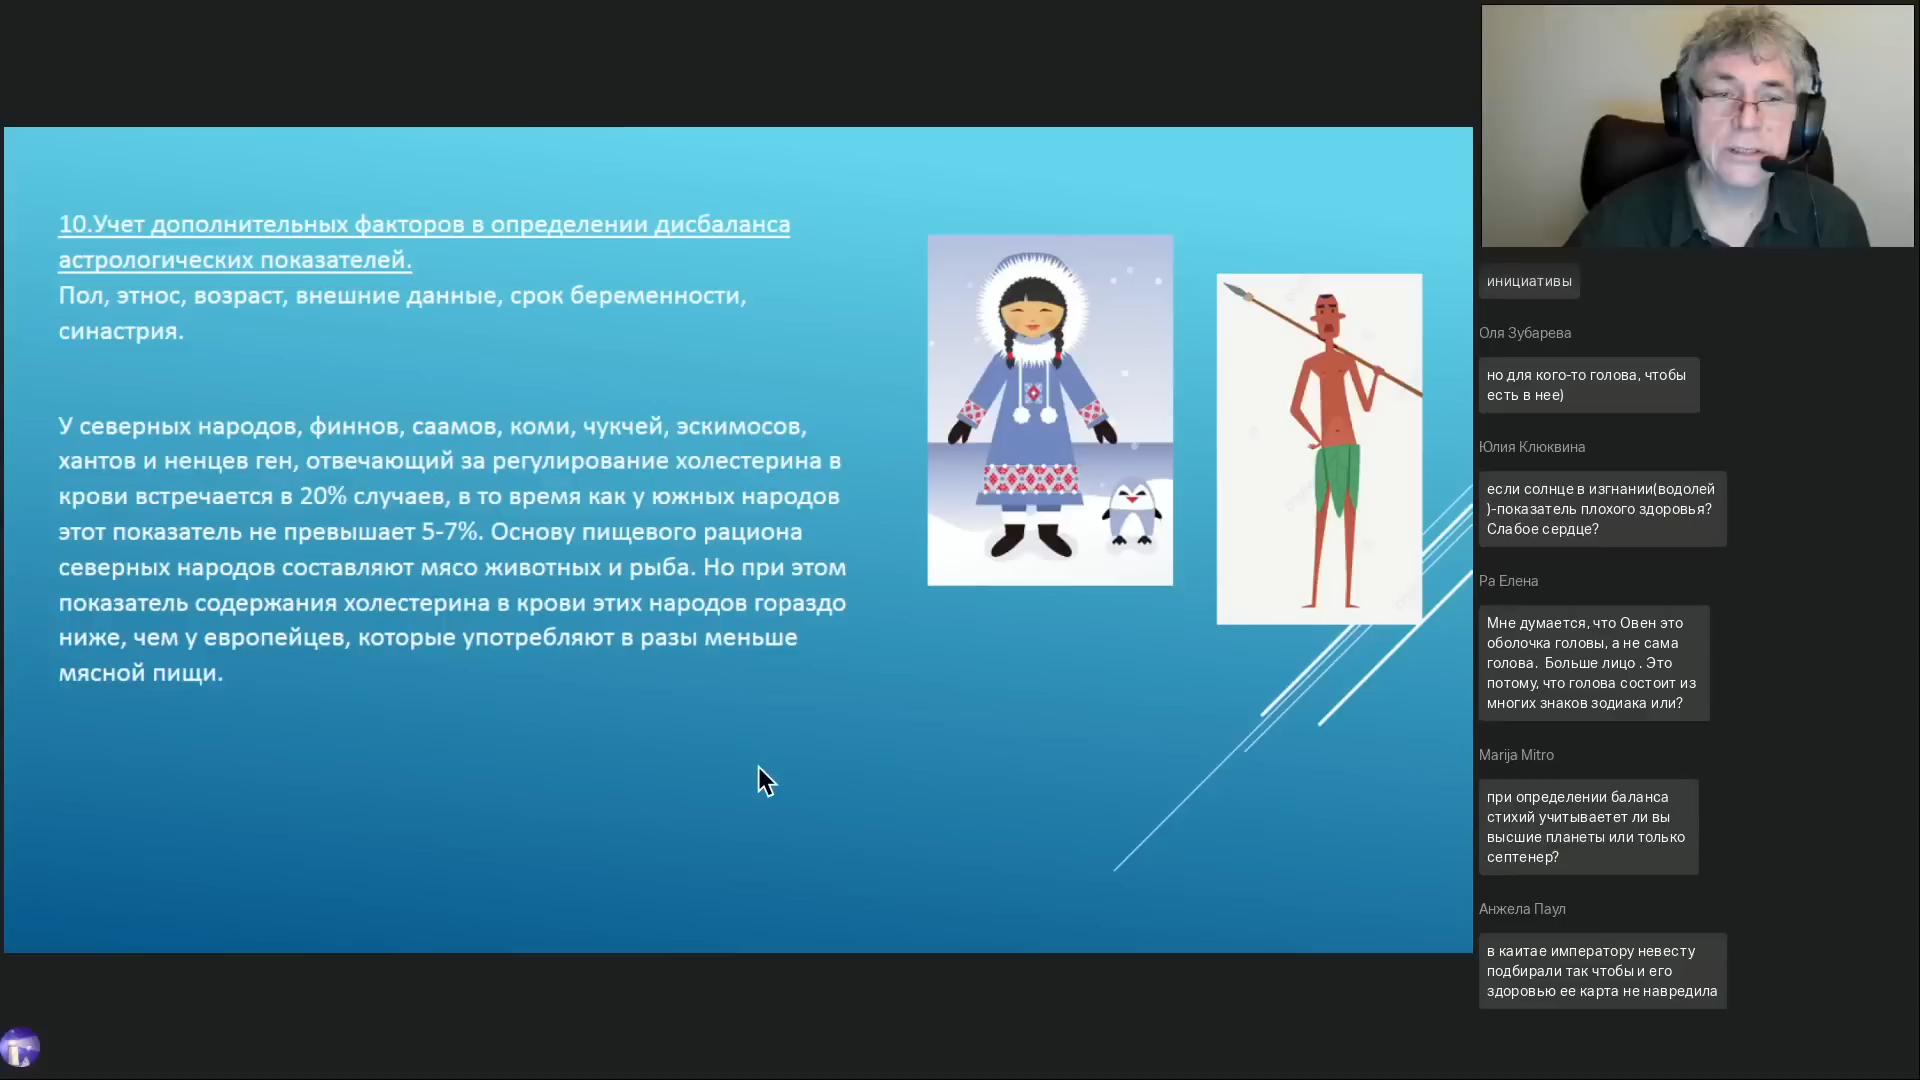 10.Учет дополнительных факторов в определении дисбаланса
астрологических показателей.
Пол, этнос, возраст, внешние данные, срок беременности,
синастрия.
У северных народов, финнов, саамов, коми, чукчей, эскимосов,
хантов и ненцев ген, отвечающий за регулирование холестерина в
крови встречается в 20% случаев, в то время как у южных народов
этот показатель не превышает 5-7%. Основу пищевого рациона
северных народов составляют мясо животных и рыба. Но при этом
показатель содержания холестерина в крови этих народов гораздо
ниже, чем у европейцев, которые употребляют в разы меньше
мясной пищи.
инициативы
Оля Зубарева
но для кого-то голова, чтобы
есть в нее)
Юлия Клюквина
если солнце в изгнании(водолей
)-показатель плохого здоровья?
Слабое сердце?
Ра Елена
Мне думается, что Овен это
оболочка головы, а не сама
голова. Больше лицо . Это
потому, что голова состоит из
многих знаков зодиака или?
Marija Mitro
при определении баланса
стихий учитываетет ли вы
высшие планеты или только
септенер?
Анжела Паул
в каитае императору невесту
подбирали так чтобы и его
здоровью ее карта не навредила